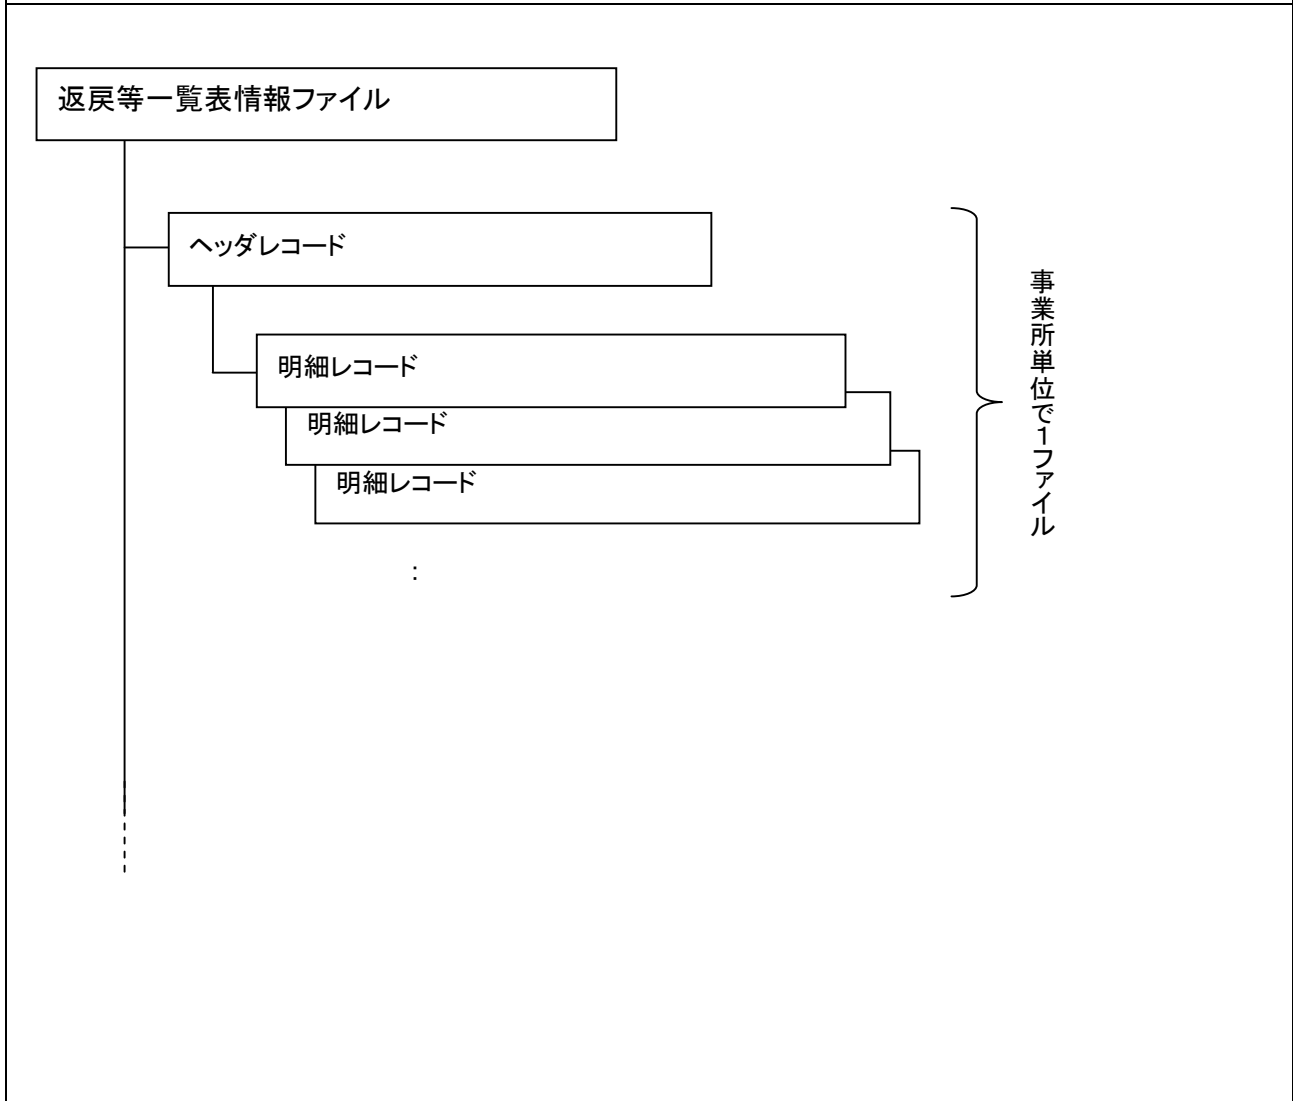 返戻等一覧表情報ファイル
ヘッダレコード
明細レコード
明細レコード
明細レコード
:
事業所単位で1ファイル